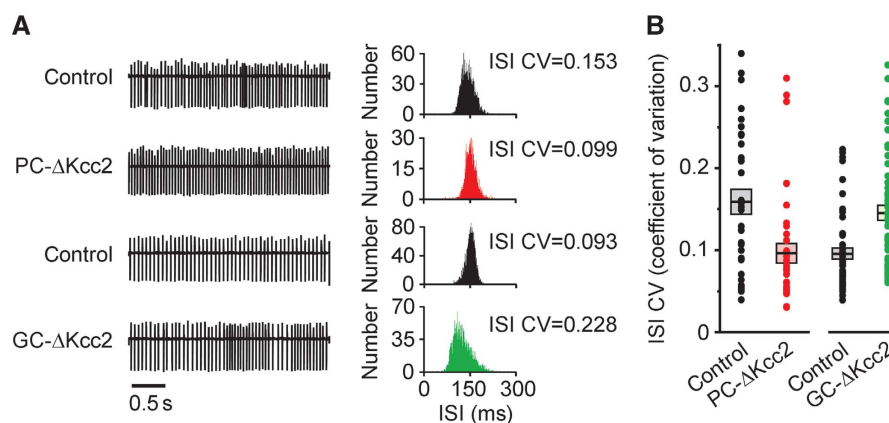 A
Control
PC-ΔKcc2
Control
GC-ΔKcc2
0.5 s
Number
60
30
0
ISI CV=0.153
Number
30
15
0
ISI CV=0.099
Number
80
40
0
ISI CV=0.093
Number
70
35
0
ISI CV=0.228
0 150 300
ISI (ms)
B
ISI CV (coefficient of variation)
0.3
0.2
0.1
0
Control
PC-ΔKcc2
Control
GC-ΔKcc2